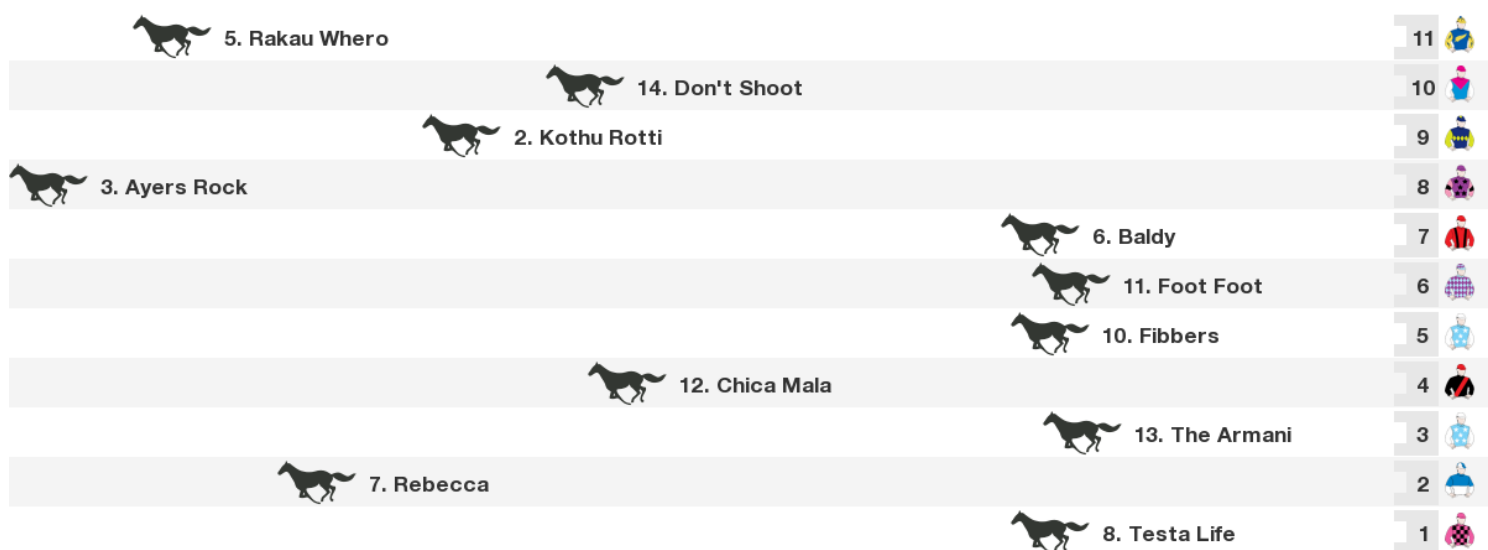 5. Rakau Whero 11
14. Don't Shoot 10
2. Kothu Rotti 9
3. Ayers Rock 8
6. Baldy 7
11. Foot Foot 6
10. Fibbers 5
12. Chica Mala 4
13. The Armani 3
7. Rebecca 2
8. Testa Life 1